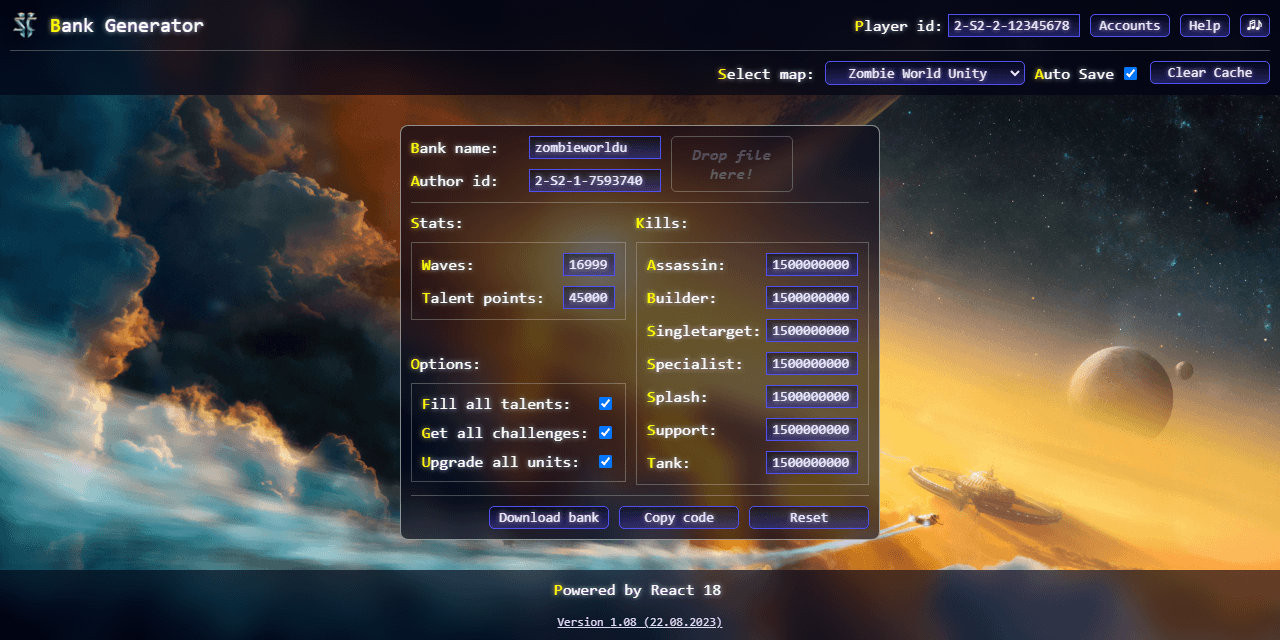 Bank Generator
Player id: 2-S2-2-12345678 Accounts Help
Select map: Zombie World Unity Auto Save Clear Cache
Bank name: zombieworldu
Drop file here!
Author id: 2-S2-1-7593740
Stats:
Waves: 16999
Talent points: 45000
Options:
Fill all talents:
Get all challenges:
Upgrade all units:
Kills:
Assassin: 1500000000
Builder: 1500000000
Singletarget: 1500000000
Specialist: 1500000000
Splash: 1500000000
Support: 1500000000
Tank: 1500000000
Download bank Copy code Reset
Powered by React 18
Version 1.08 (22.08.2023)